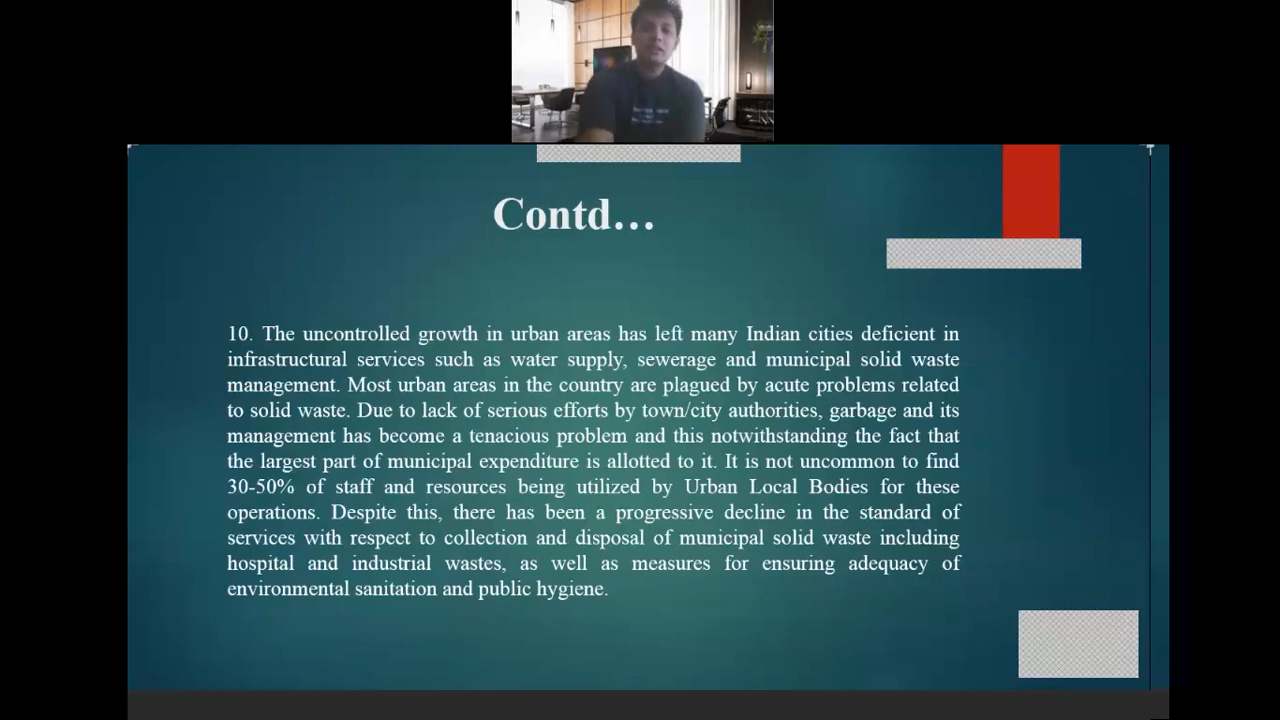 Contd…
10. The uncontrolled growth in urban areas has left many Indian cities deficient in
infrastructural services such as water supply, sewerage and municipal solid waste
management. Most urban areas in the country are plagued by acute problems related
to solid waste. Due to lack of serious efforts by town/city authorities, garbage and its
management has become a tenacious problem and this notwithstanding the fact that
the largest part of municipal expenditure is allotted to it. It is not uncommon to find
30-50% of staff and resources being utilized by Urban Local Bodies for these
operations. Despite this, there has been a progressive decline in the standard of
services with respect to collection and disposal of municipal solid waste including
hospital and industrial wastes, as well as measures for ensuring adequacy of
environmental sanitation and public hygiene.